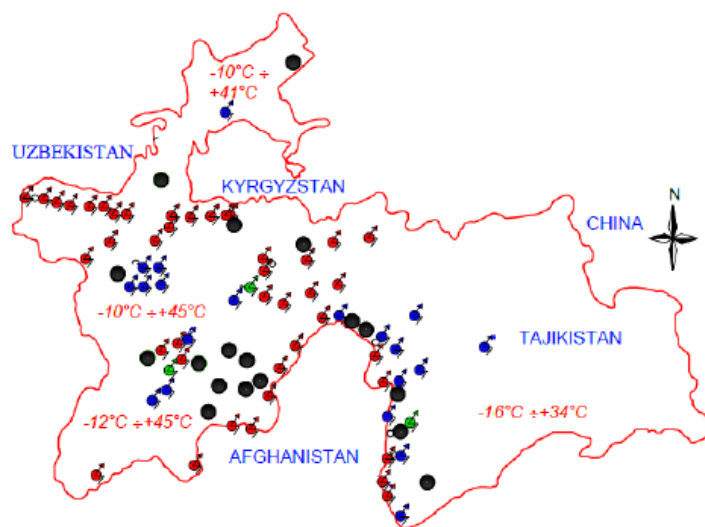 -10°C ÷
+41°C
UZBEKISTAN
KYRGYZSTAN
N
CHINA
-10°C ÷+45°C
TAJIKISTAN
-12°C ÷+45°C
-16°C ÷+34°C
AFGHANISTAN